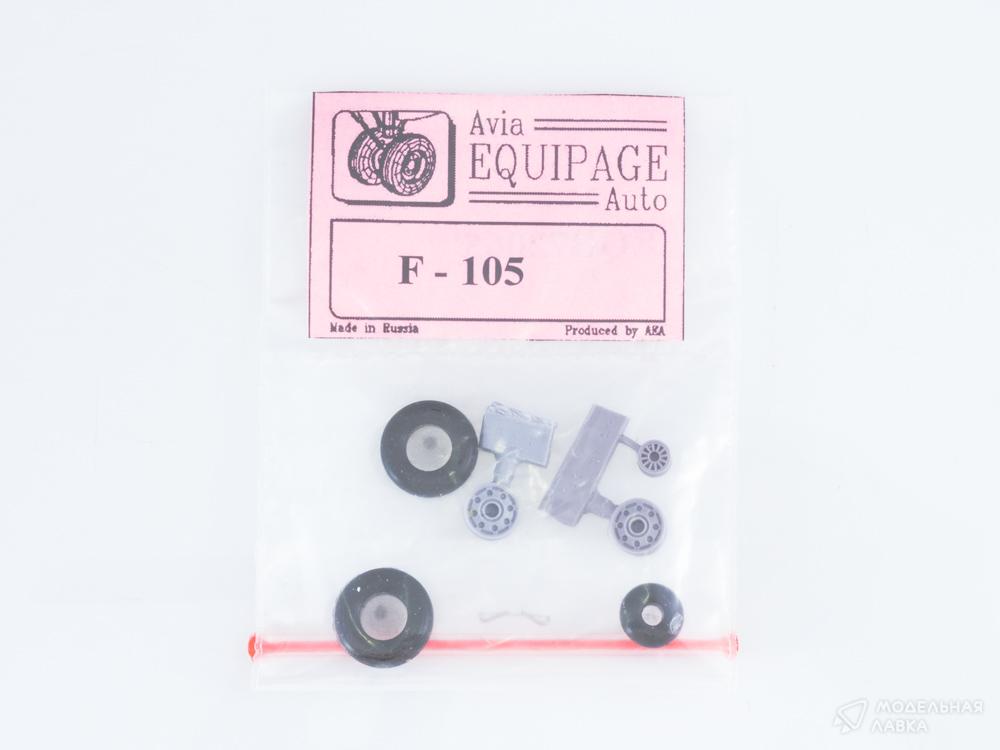 Avia
EQUIPAGE
Auto
F - 105
Made in Russia
Produced by AEA
МОДЕЛЬНАЯ
ЛАВКА